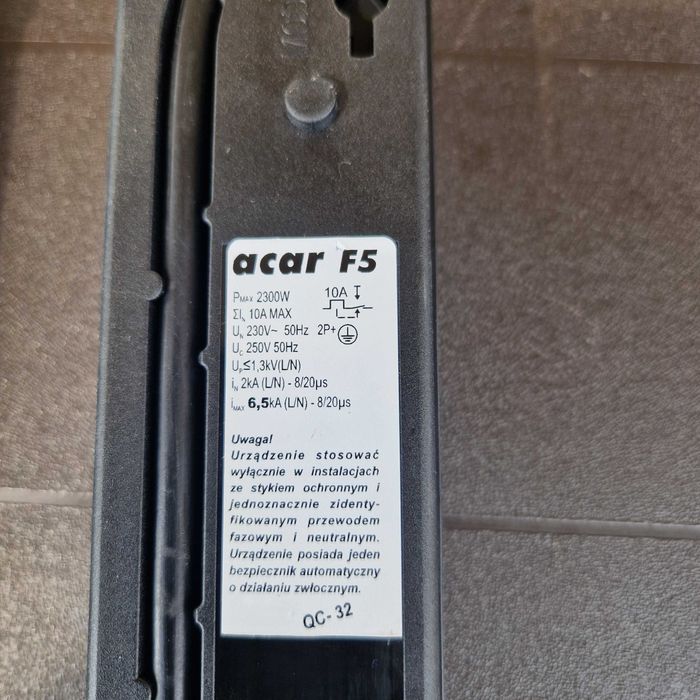 acar F5
PMAX 2300W
10A
ΣIN 10A MAX
UN 230V~ 50Hz 2P+
UC 250V 50Hz
UP≤1,3kV(L/N)
iN 2kA (L/N) - 8/20µs
iMAX 6,5kA (L/N) - 8/20µs
Uwaga!
Urządzenie stosować
wyłącznie w instalacjach
ze stykiem ochronnym i
jednoznacznie zidenty-
fikowanym przewodem
fazowym i neutralnym.
Urządzenie posiada jeden
bezpiecznik automatyczny
o działaniu zwłocznym.
QC-32